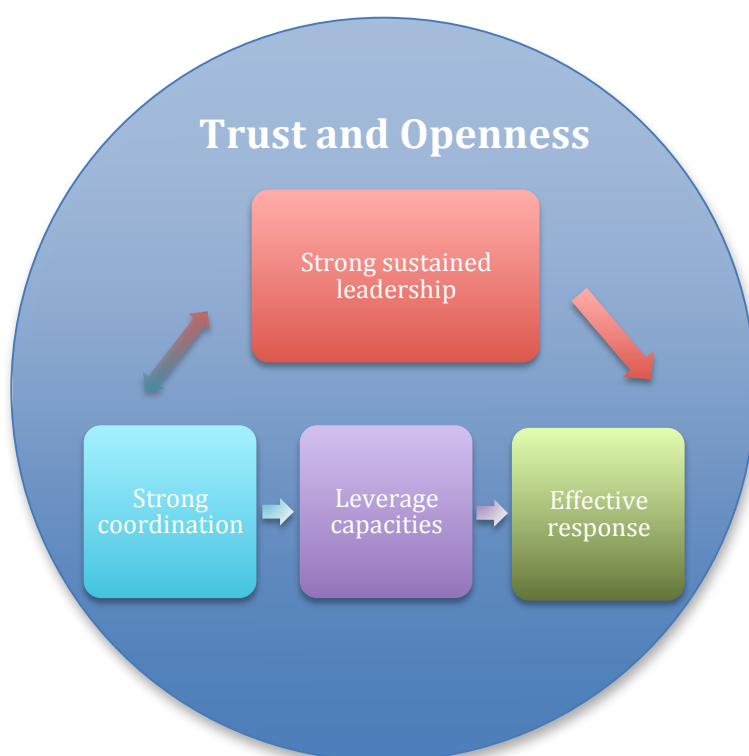 Trust and Openness
Strong sustained
leadership
Strong
coordination
Leverage
capacities
Effective
response